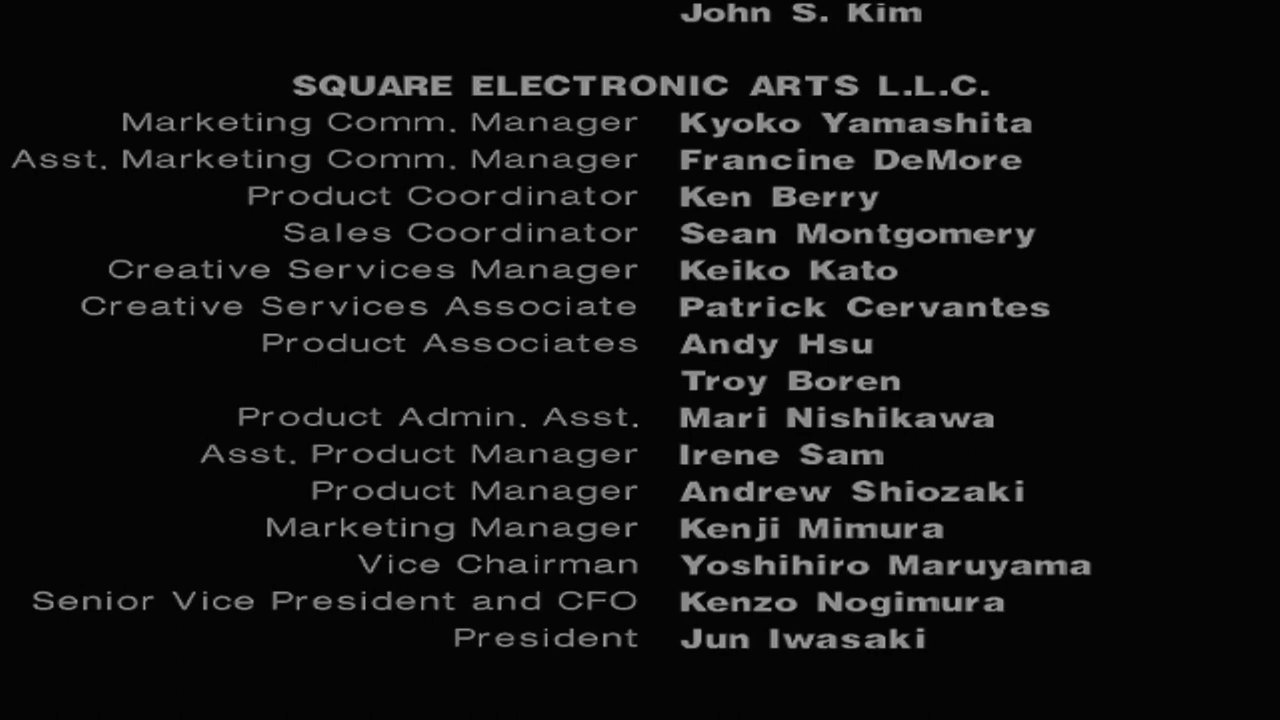 John S. Kim
SQUARE ELECTRONIC ARTS L.L.C.
Marketing Comm. Manager Kyoko Yamashita
Asst. Marketing Comm. Manager Francine DeMore
Product Coordinator Ken Berry
Sales Coordinator Sean Montgomery
Creative Services Manager Keiko Kato
Creative Services Associate Patrick Cervantes
Product Associates Andy Hsu
Troy Boren
Product Admin. Asst. Mari Nishikawa
Asst. Product Manager Irene Sam
Product Manager Andrew Shiozaki
Marketing Manager Kenji Mimura
Vice Chairman Yoshihiro Maruyama
Senior Vice President and CFO Kenzo Nogimura
President Jun Iwasaki